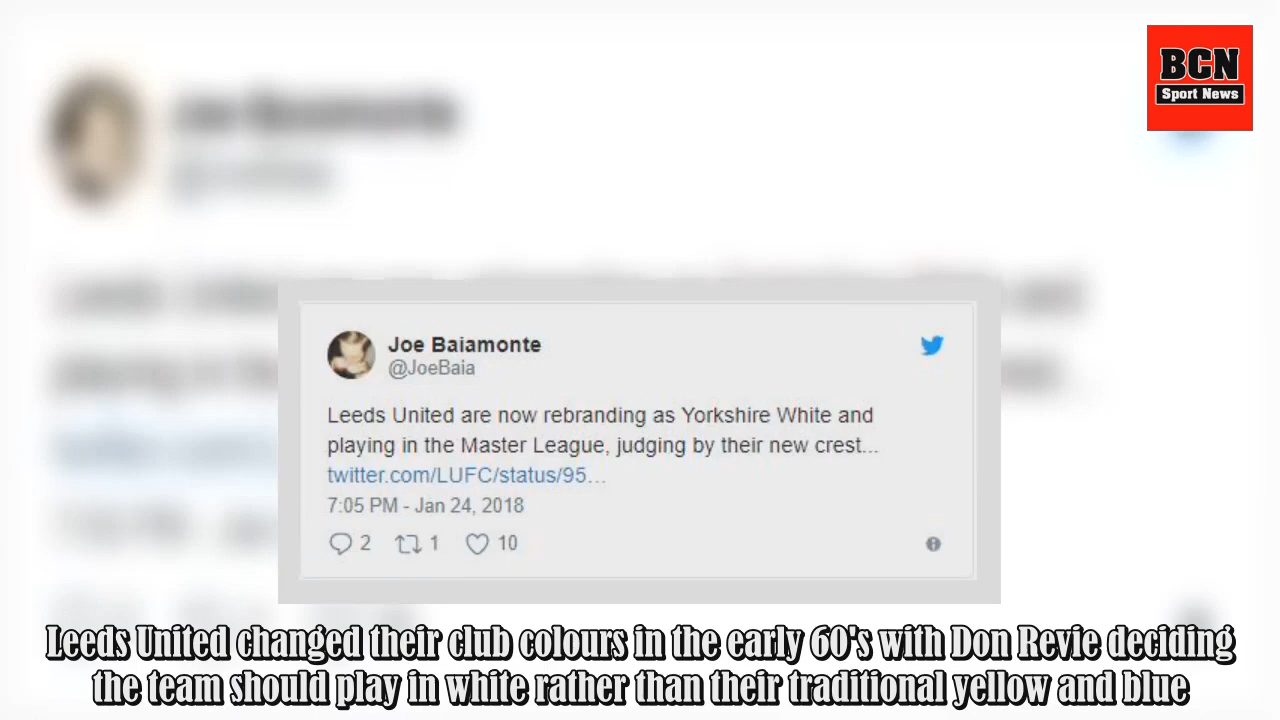 BCN
Sport News
Joe Baiamonte
@JoeBaia
Leeds United are now rebranding as Yorkshire White and
playing in the Master League, judging by their new crest...
twitter.com/LUFC/status/95...
7:05 PM - Jan 24, 2018
2 1 10
Leeds United changed their club colours in the early 60's with Don Revie deciding
the team should play in white rather than their traditional yellow and blue